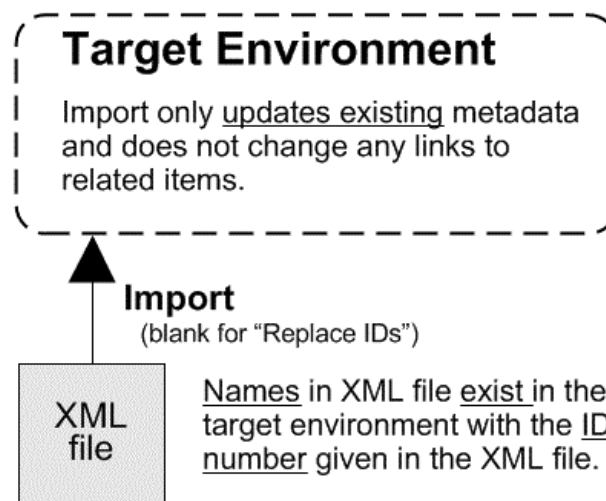 Target Environment
Import only updates existing metadata
and does not change any links to
related items.
Import
(blank for “Replace IDs”)
XML
file
Names in XML file exist in the
target environment with the ID
number given in the XML file.